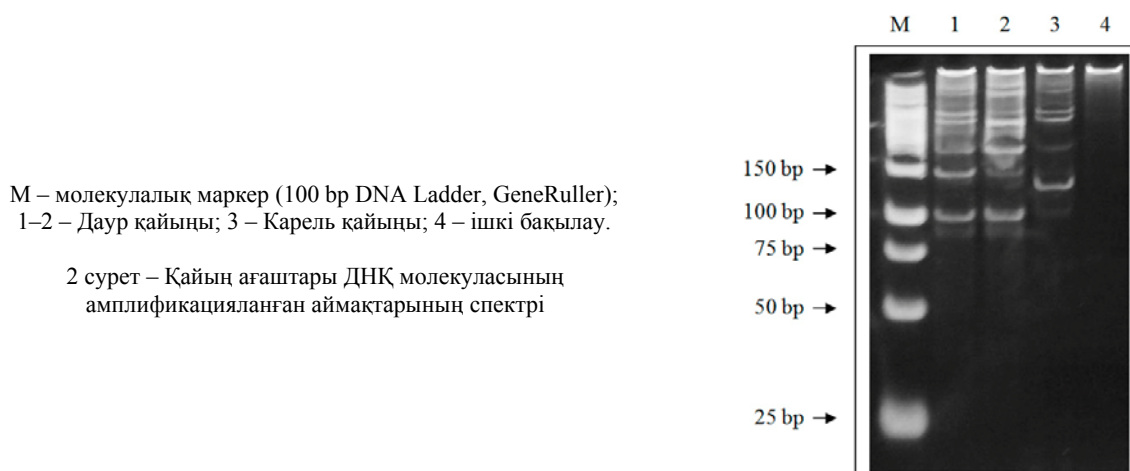 М – молекулалық маркер (100 bp DNA Ladder, GeneRuller);
1–2 – Даур қайыңы; 3 – Карель қайыңы; 4 – ішкі бақылау.
2 сурет – Қайың ағаштары ДНҚ молекуласының
амплификацияланған аймақтарының спектрі
M 1 2 3 4
150 bp →
100 bp →
75 bp →
50 bp →
25 bp →